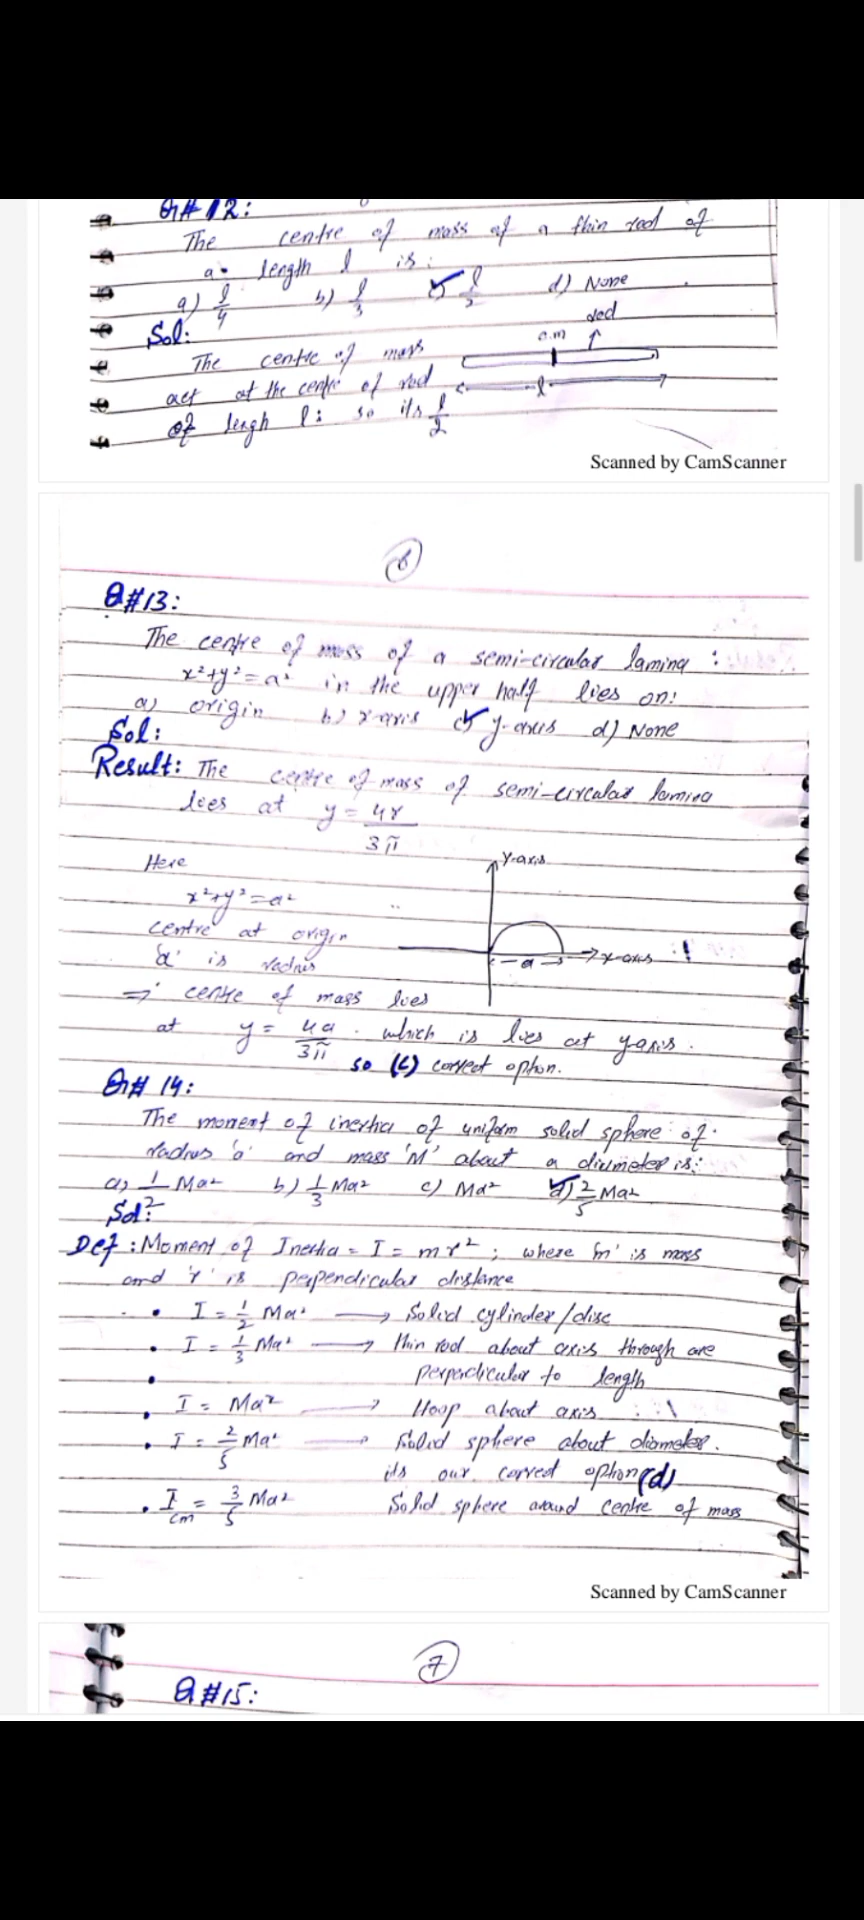 Q# 12:
The centre of mass of a thin rod of
a length l is:
a) l/4 b) l/3 c) l/2 d) None
Sol:
rod
c.m
The centre of mass
act at the centre of rod
l
of lengh l: so its l/2
Scanned by CamScanner
6
Q#13:
The centre of mass of a semi-circular lamina :
x²+y²=a² in the upper half lies on:
a) origin b) x-axis c) y-axis d) None
Sol:
Result: The centre of mass of semi-circular lamina
lies at y = 4r/3π
Here
Y-axis
x²+y²=a²
centre at origin
a
x-axis
'a' is radius
⇒ centre of mass lies
at y = 4a/3π . which is lies at y-axis.
so (c) correct option.
Q# 14:
The moment of inertia of uniform solid sphere of
radius 'a' and mass 'M' about a diameter is:
a) 1/2 Ma² b) 1/3 Ma² c) Ma² d) 2/5 Ma²
Sol:
Def: Moment of Inertia = I = mr² ; where 'm' is mass
and 'r' is perpendicular distance
• I = 1/2 Ma² → Solid cylinder/disc
• I = 1/3 Ma² → thin rod about axis through are
perpendicular to length
• I = Ma² → Hoop about axis
• I = 2/5 Ma² → Solid sphere about diameter.
its our correct option (d)
• Icm = 3/5 Ma² Solid sphere around centre of mass
Scanned by CamScanner
7
Q#15: